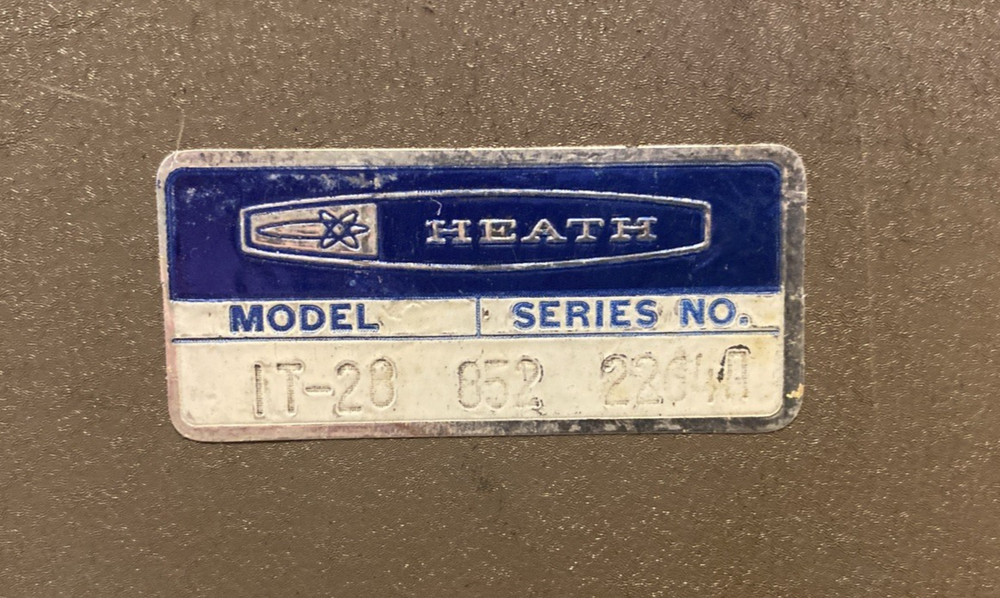 HEATH
MODEL SERIES NO.
IT-28 852